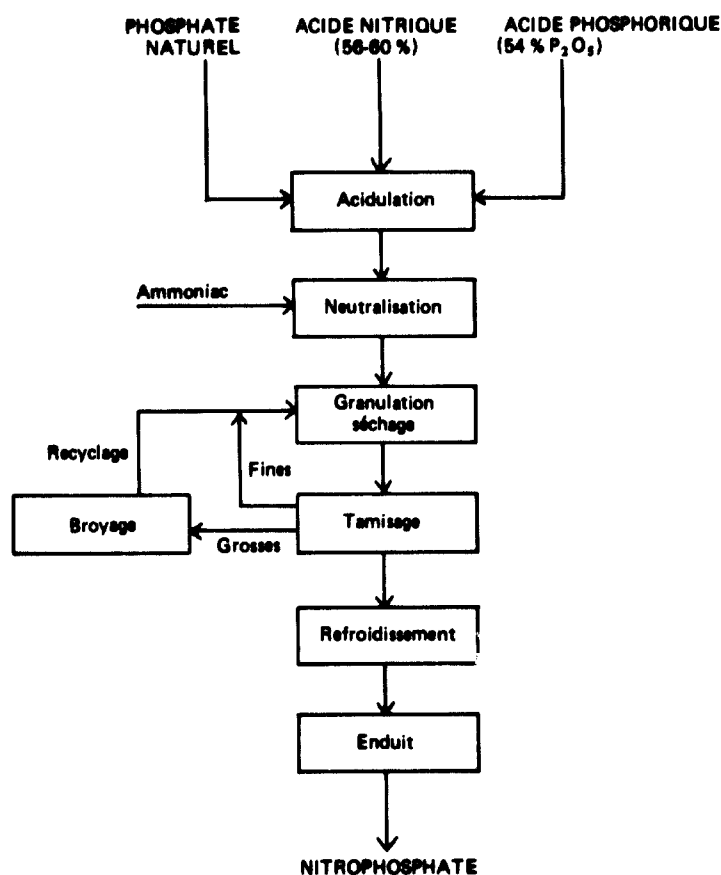 PHOSPHATE
NATUREL
ACIDE NITRIQUE
(56-60 %)
ACIDE PHOSPHORIQUE
(54 % P₂O₅)
Acidulation
Ammoniac
Neutralisation
Granulation
séchage
Recyclage
Fines
Broyage
Grosses
Tamisage
Refroidissement
Enduit
NITROPHOSPHATE